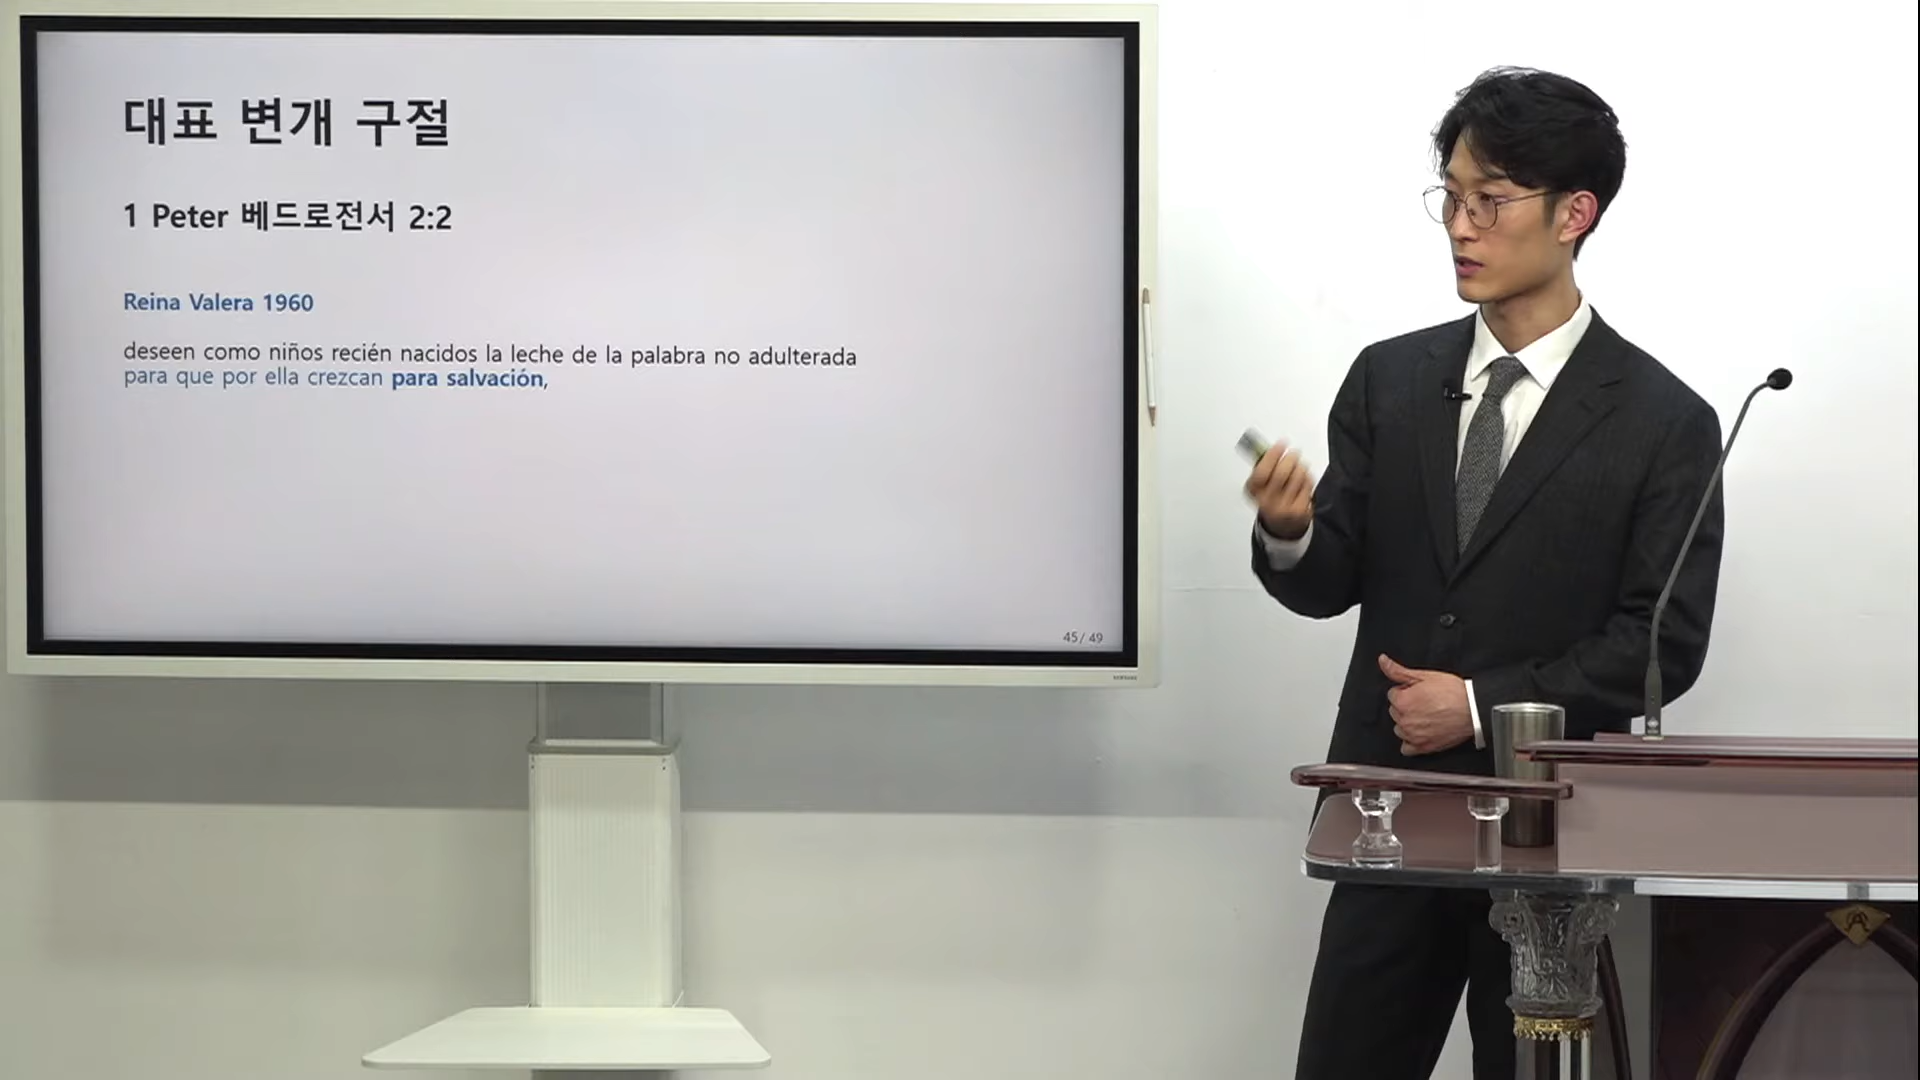 대표 변개 구절
1 Peter 베드로전서 2:2
Reina Valera 1960
deseen como niños recién nacidos la leche de la palabra no adulterada
para que por ella crezcan para salvación,
45/ 49
SAMSUNG